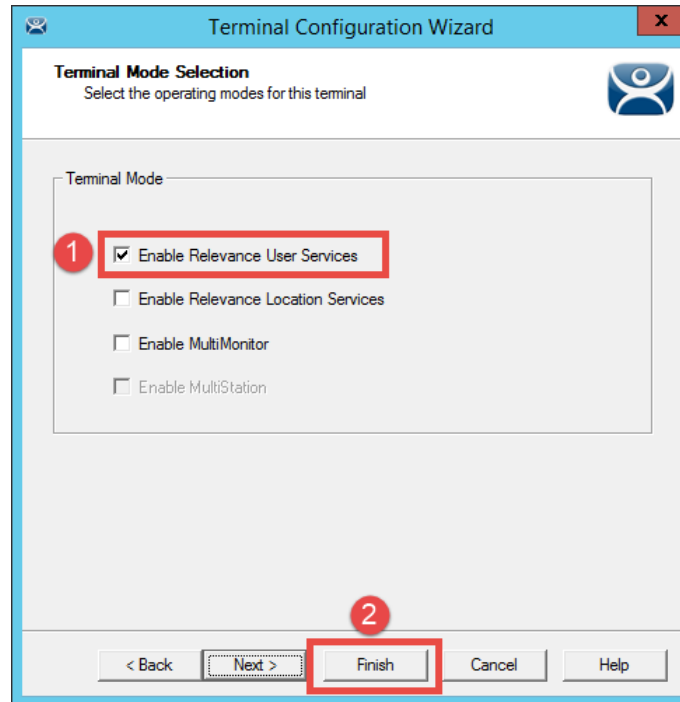 Terminal Configuration Wizard
x
Terminal Mode Selection
Select the operating modes for this terminal
Terminal Mode
1
Enable Relevance User Services
Enable Relevance Location Services
Enable MultiMonitor
Enable MultiStation
2
< Back Next > Finish Cancel Help